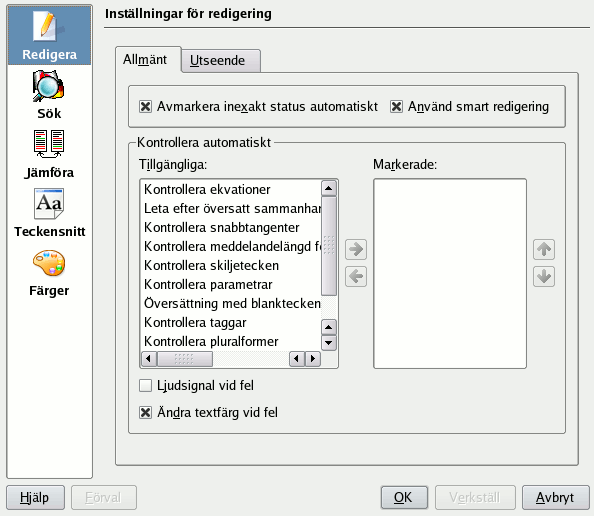 Inställningar för redigering
Redigera
Sök
Jämföra
Teckensnitt
Färger
Allmänt
Utseende
Avmarkera inexakt status automatiskt
Använd smart redigering
Kontrollera automatiskt
Tillgängliga:
Markerade:
Kontrollera ekvationer
Leta efter översatt sammanhan
Kontrollera snabbtangenter
Kontrollera meddelandelängd fö
Kontrollera skiljetecken
Kontrollera parametrar
Översättning med blanktecken
Kontrollera taggar
Kontrollera pluralformer
Ljudsignal vid fel
Ändra textfärg vid fel
Hjälp
Förval
OK
Verkställ
Avbryt